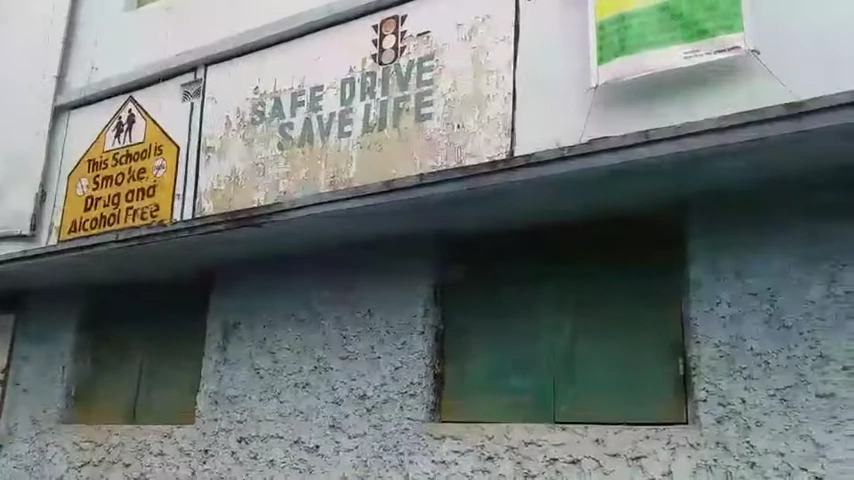 This School is
Smoke,
Drug and
Alcohol Free
SAFE DRIVE
SAVE LIFE